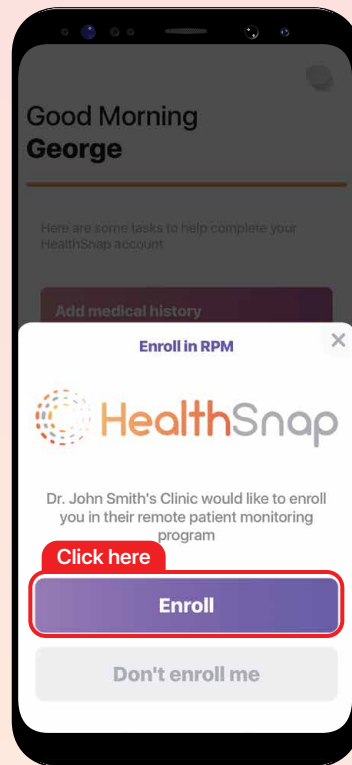 Good Morning
George
Here are some tasks to help complete your
HealthSnap account
Add medical history
Enroll in RPM
HealthSnap
Dr. John Smith's Clinic would like to enroll
you in their remote patient monitoring
program
Click here
Enroll
Don't enroll me